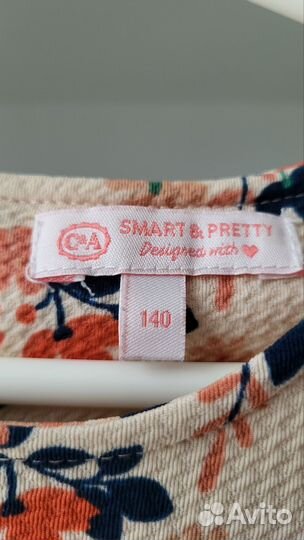 C&A
SMART & PRETTY
Designed with ❤
140
Avito